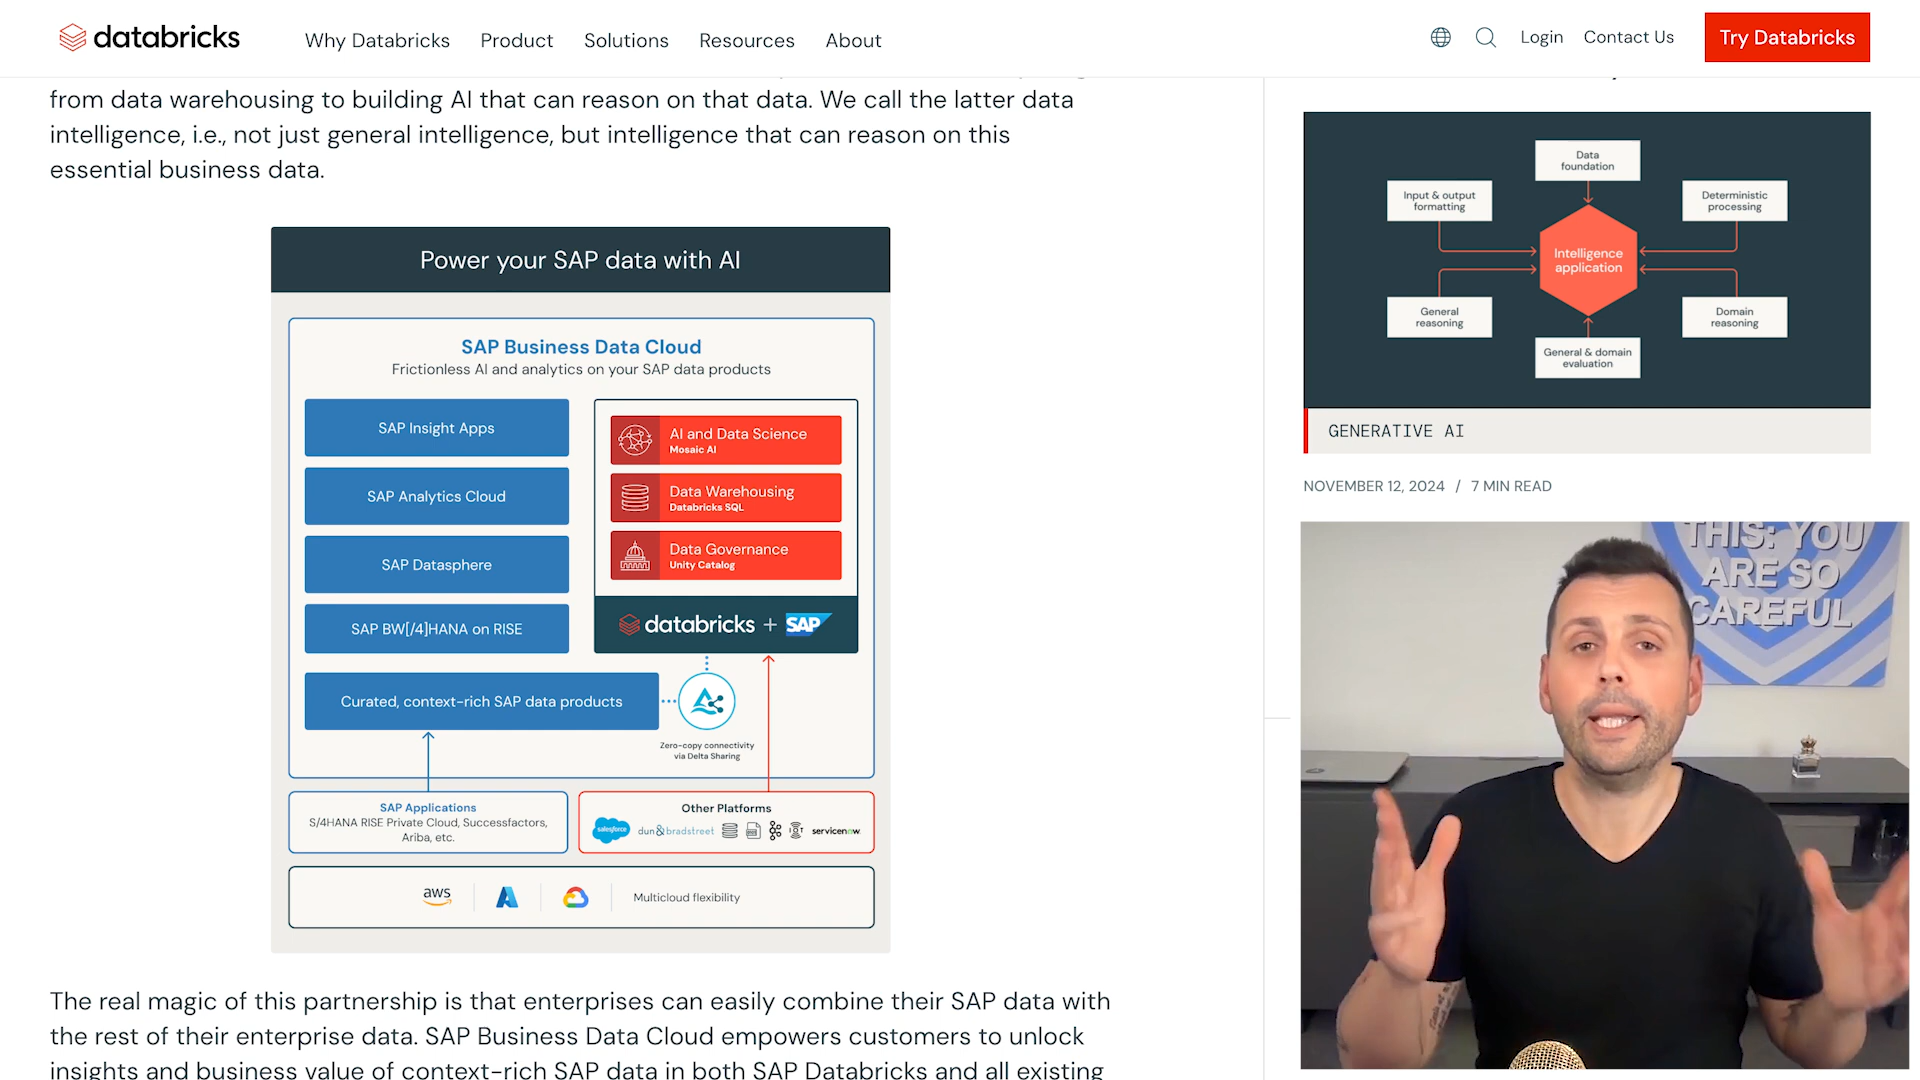 databricks
Why Databricks
Product
Solutions
Resources
About
Login
Contact Us
Try Databricks
from data warehousing to building AI that can reason on that data. We call the latter data
intelligence, i.e., not just general intelligence, but intelligence that can reason on this
essential business data.
Power your SAP data with AI
SAP Business Data Cloud
Frictionless AI and analytics on your SAP data products
SAP Insight Apps
SAP Analytics Cloud
SAP Datasphere
SAP BW[/4]HANA on RISE
AI and Data Science
Mosaic AI
Data Warehousing
Databricks SQL
Data Governance
Unity Catalog
databricks + SAP
Curated, context-rich SAP data products
Zero-copy connectivity
via Delta Sharing
SAP Applications
S/4HANA RISE Private Cloud, Successfactors,
Ariba, etc.
Other Platforms
salesforce
dun&bradstreet
IOT
servicenow
aws
Multicloud flexibility
The real magic of this partnership is that enterprises can easily combine their SAP data with
the rest of their enterprise data. SAP Business Data Cloud empowers customers to unlock
insights and business value of context-rich SAP data in both SAP Databricks and all existing
Data
foundation
Input & output
formatting
Deterministic
processing
Intelligence
application
General
reasoning
Domain
reasoning
General & domain
evaluation
GENERATIVE AI
NOVEMBER 12, 2024 / 7 MIN READ
THIS: YOU
ARE SO
CAREFUL